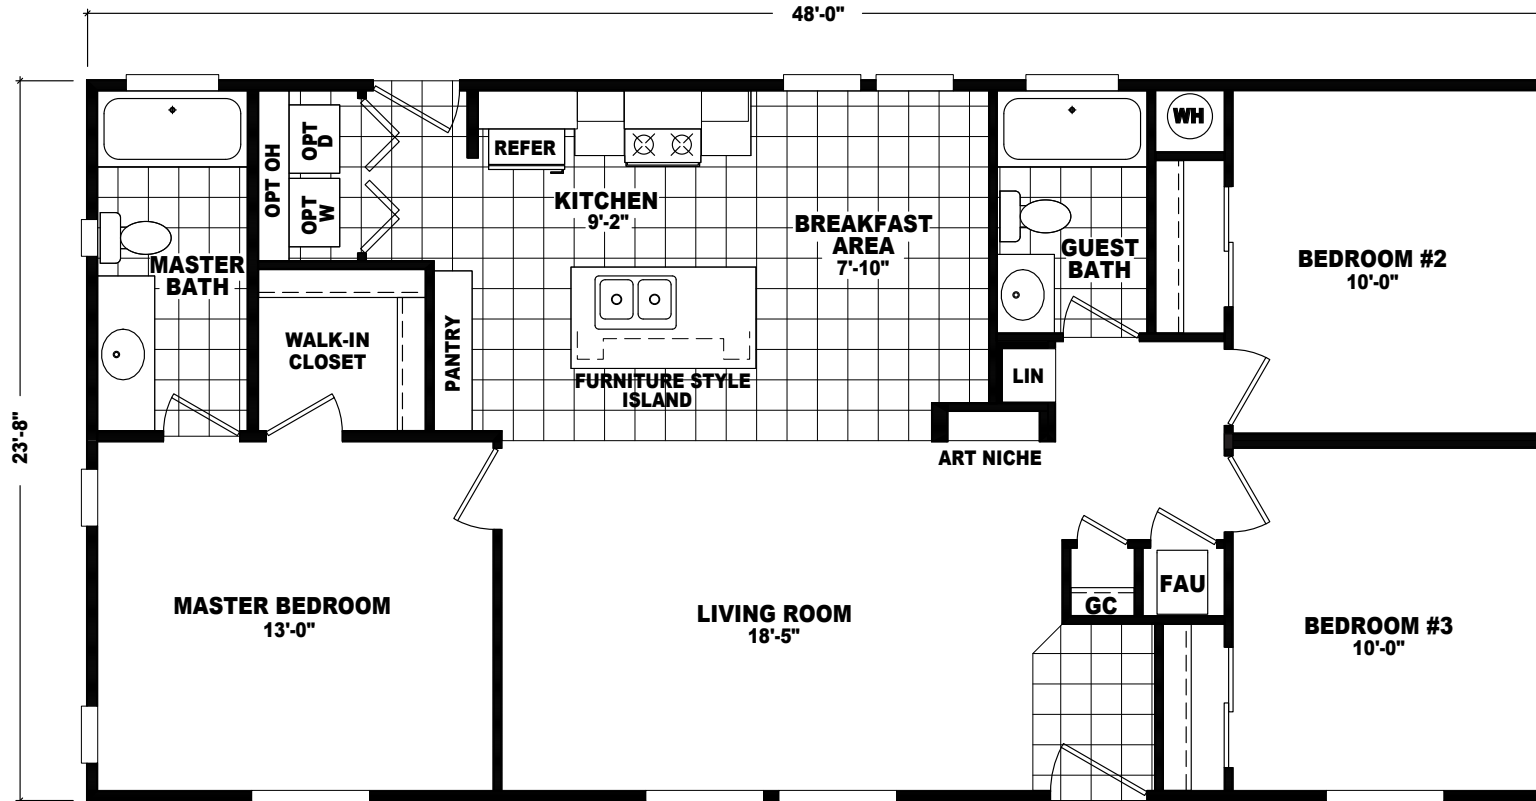 48'-0"
23'-8"
OPT OH
OPT
D
OPT
W
REFER
KITCHEN
9'-2"
BREAKFAST
AREA
7'-10"
WH
MASTER
BATH
GUEST
BATH
BEDROOM #2
10'-0"
WALK-IN
CLOSET
PANTRY
FURNITURE STYLE
ISLAND
LIN
ART NICHE
MASTER BEDROOM
13'-0"
LIVING ROOM
18'-5"
GC
FAU
BEDROOM #3
10'-0"